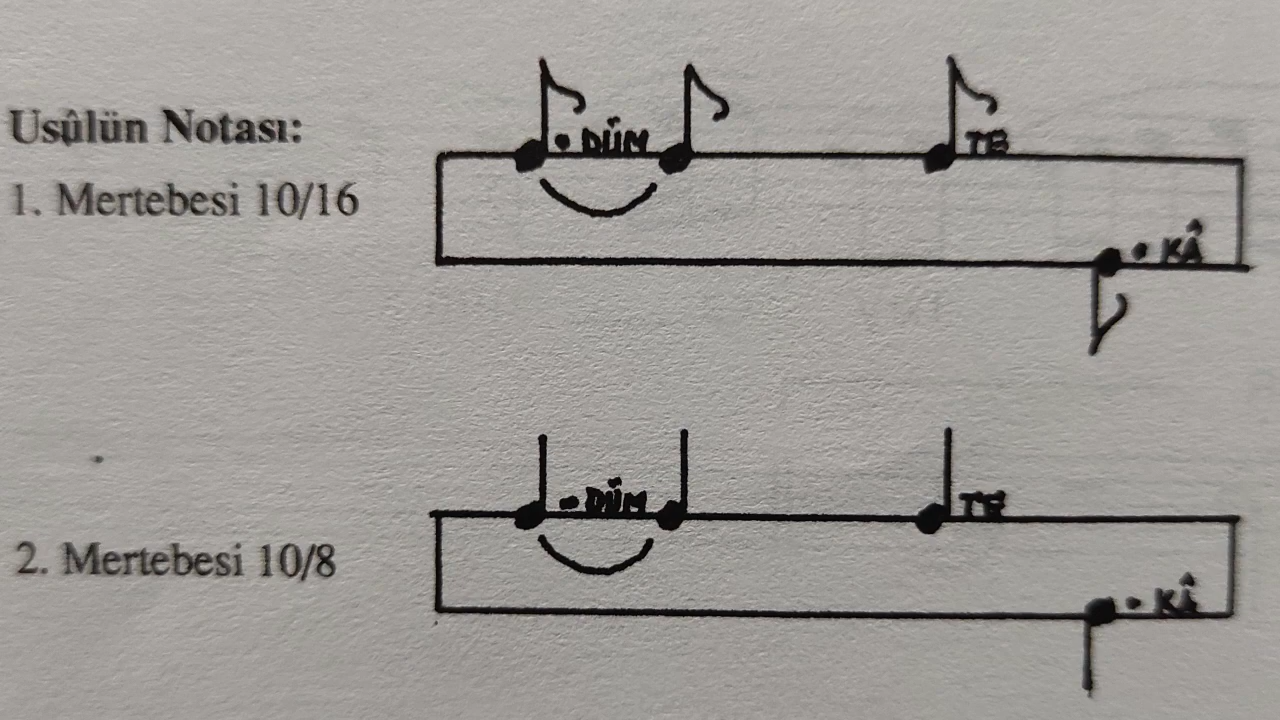 Usûlün Notası:
DÜM TE
1. Mertebesi 10/16
KÂ
DÜM TE
2. Mertebesi 10/8
KÂ